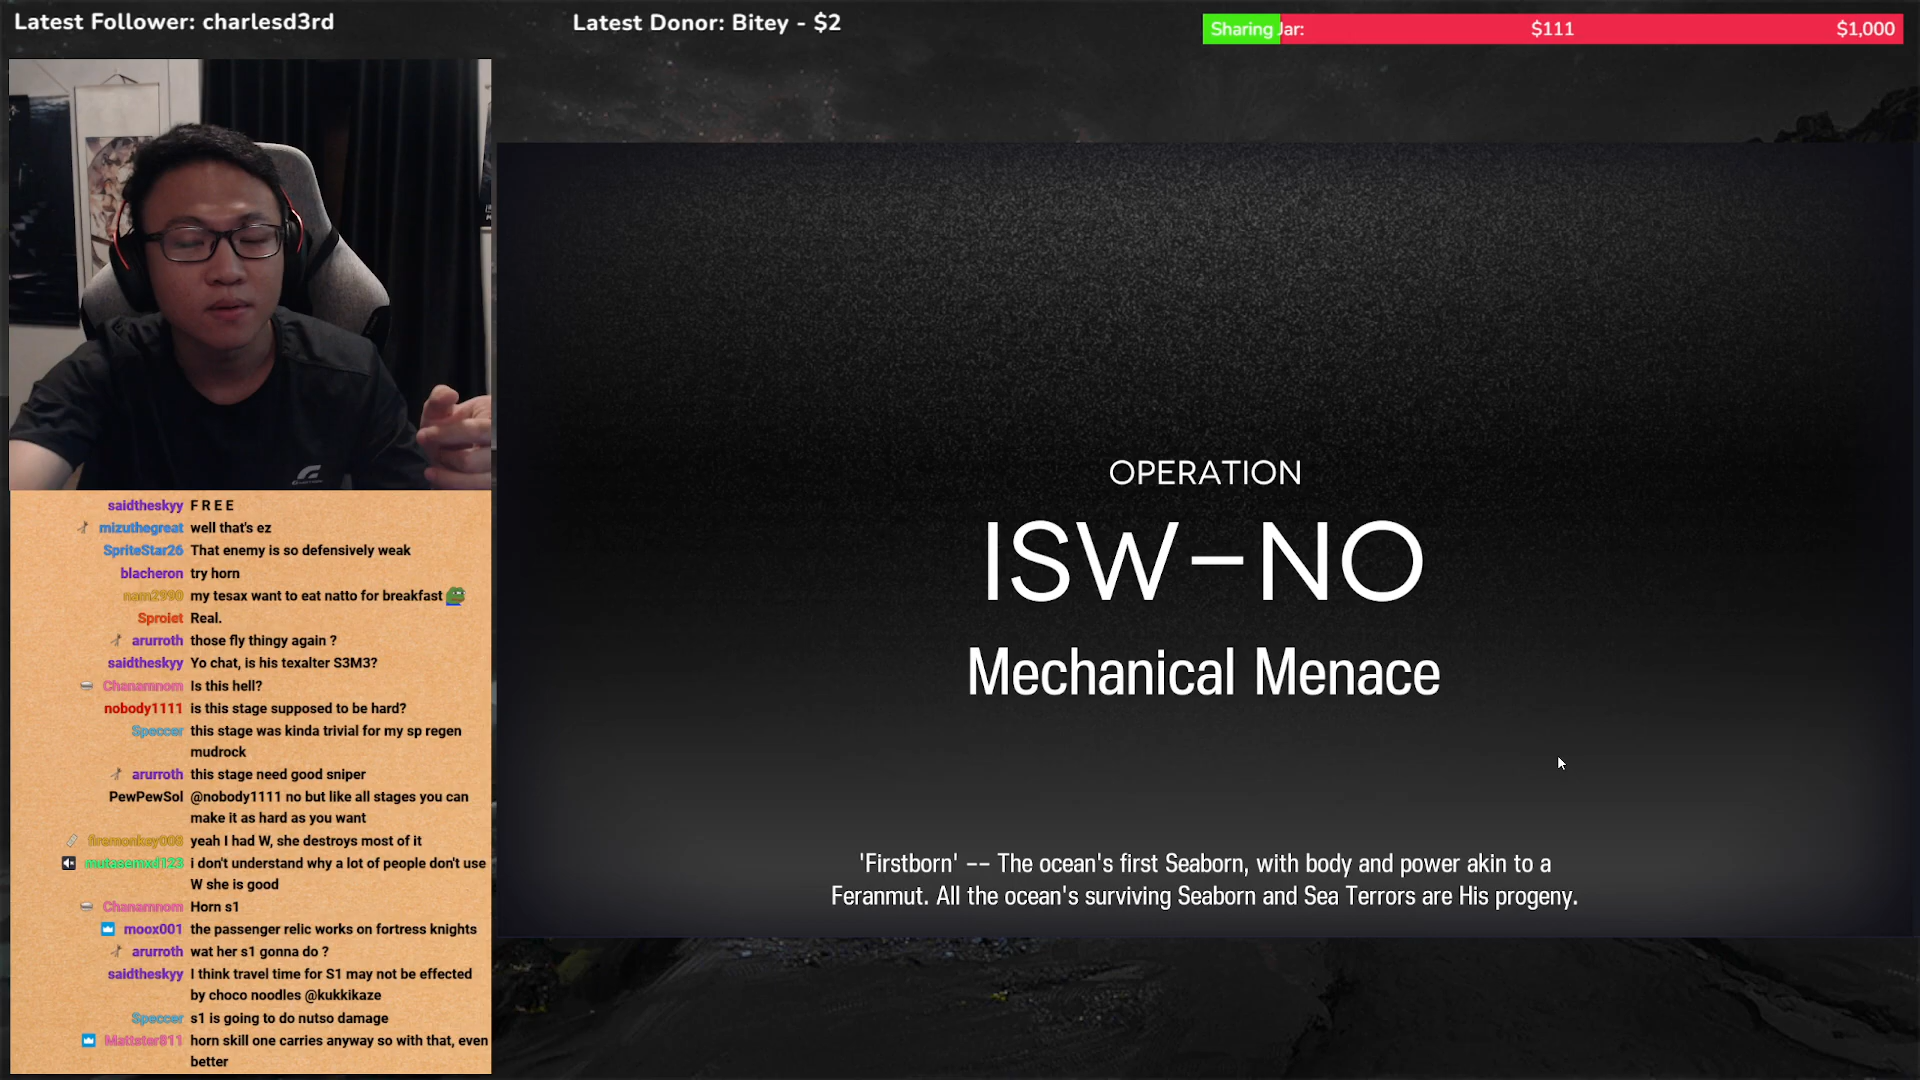 Latest Follower: charlesd3rd
Latest Donor: Bitey - $2
Sharing Jar: $111 $1,000
OPERATION
ISW-NO
Mechanical Menace
'Firstborn' -- The ocean's first Seaborn, with body and power akin to a
Feranmut. All the ocean's surviving Seaborn and Sea Terrors are His progeny.
saidtheskyy F R E E
mizuthegreat well that's ez
SpriteStar26 That enemy is so defensively weak
blacheron try horn
nam2990 my tesax want to eat natto for breakfast
Sproiet Real.
arurroth those fly thingy again ?
saidtheskyy Yo chat, is his texalter S3M3?
Chanamnom Is this hell?
nobody1111 is this stage supposed to be hard?
Speccer this stage was kinda trivial for my sp regen
mudrock
arurroth this stage need good sniper
PewPewSol @nobody1111 no but like all stages you can
make it as hard as you want
firemonkey008 yeah I had W, she destroys most of it
i don't understand why a lot of people don't use
W she is good
Chanamnom Horn s1
moox001 the passenger relic works on fortress knights
arurroth wat her s1 gonna do ?
saidtheskyy I think travel time for S1 may not be effected
by choco noodles @kukkikaze
Speccer s1 is going to do nutso damage
Mattster811 horn skill one carries anyway so with that, even
better